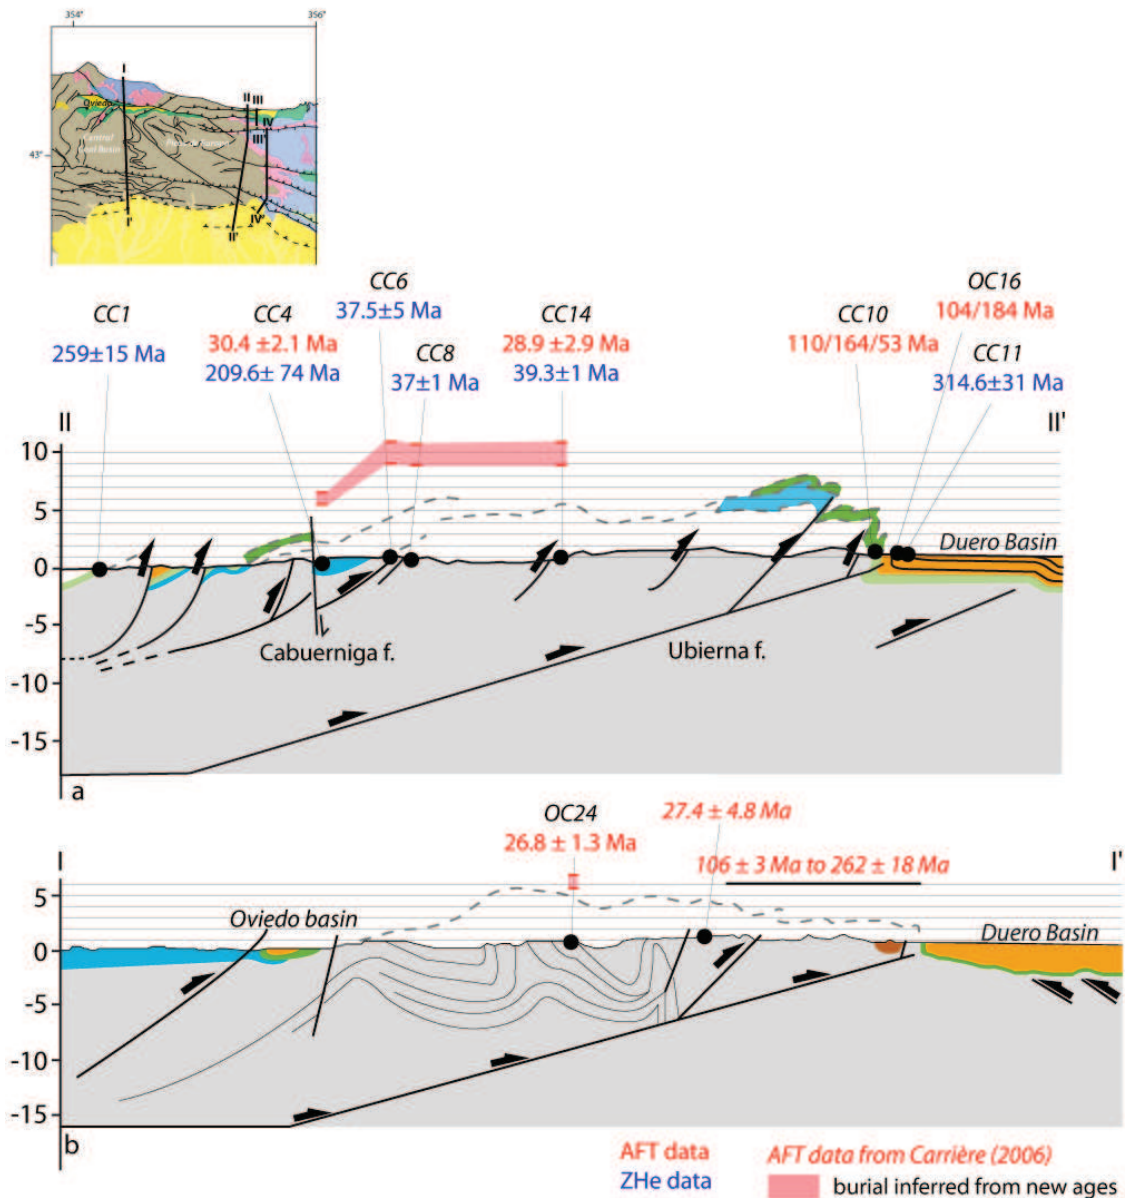 354°
356°
I
II
III
Oviedo
IV
Central
Coal Basin
III'
43°
I'
IV'
II'
CC6
OC16
CC1
CC4
37.5±5 Ma
CC14
CC10
104/184 Ma
259±15 Ma
30.4 ±2.1 Ma
CC8
28.9 ±2.9 Ma
110/164/53 Ma
CC11
209.6± 74 Ma
37±1 Ma
39.3±1 Ma
314.6±31 Ma
II
II'
10
5
Duero Basin
0
-5
Cabuerniga f.
Ubierna f.
-10
-15
a
OC24
27.4 ± 4.8 Ma
26.8 ± 1.3 Ma
I
106 ± 3 Ma to 262 ± 18 Ma
I'
5
Oviedo basin
Duero Basin
0
-5
-10
-15
b
AFT data
AFT data from Carrière (2006)
ZHe data
burial inferred from new ages